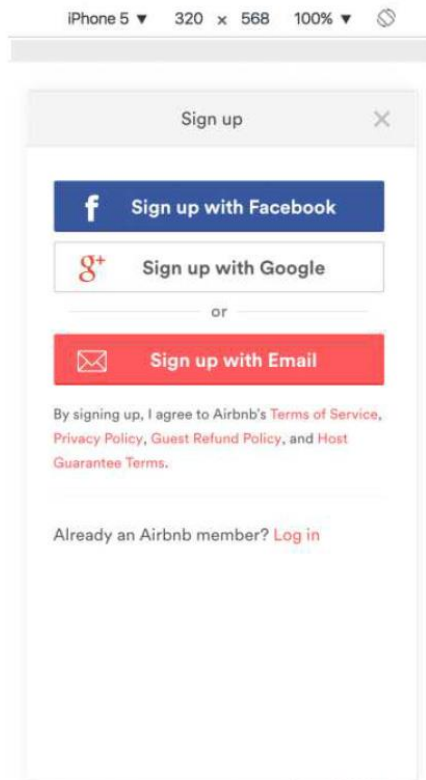 iPhone 5 ▼ 320 × 568 100% ▼
Sign up ×
f Sign up with Facebook
g+ Sign up with Google
or
Sign up with Email
By signing up, I agree to Airbnb's Terms of Service,
Privacy Policy, Guest Refund Policy, and Host
Guarantee Terms.
Already an Airbnb member? Log in